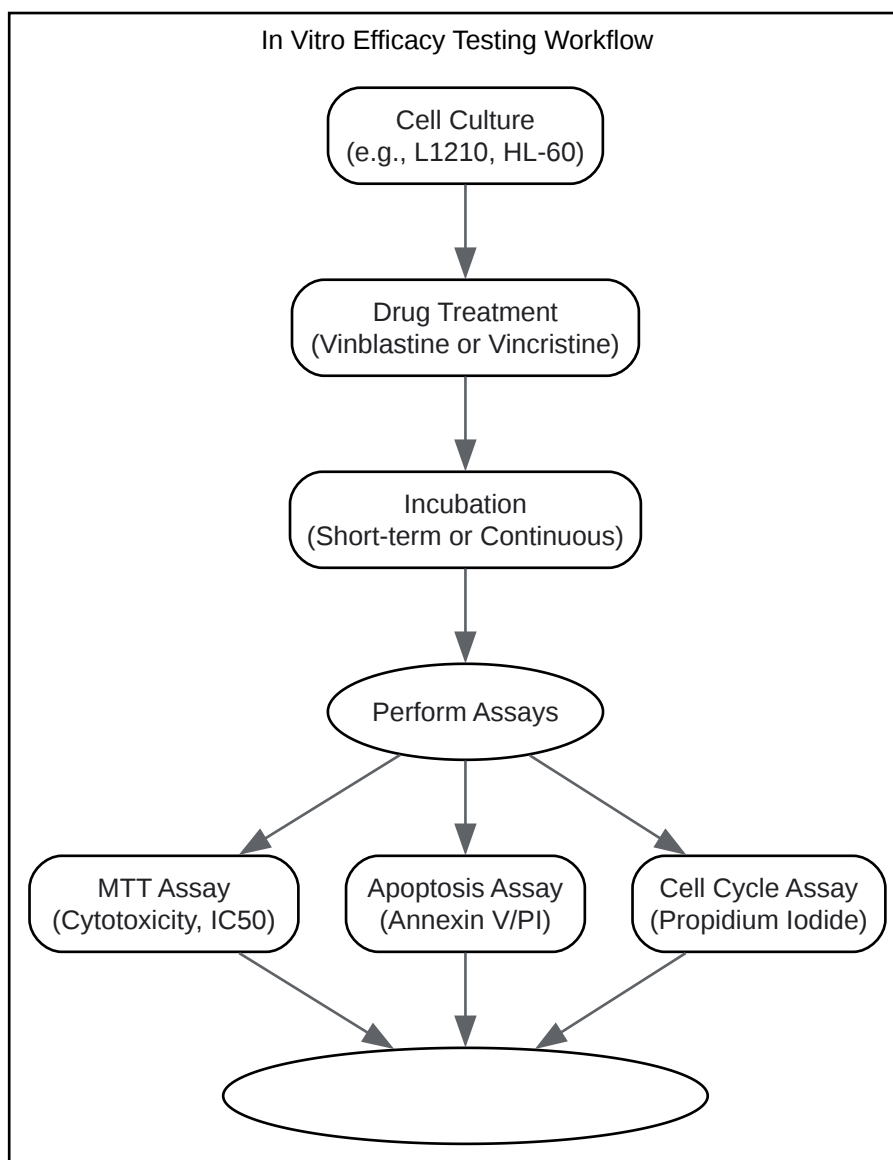 In Vitro Efficacy Testing Workflow
Cell Culture
(e.g., L1210, HL-60)
Drug Treatment
(Vinblastine or Vincristine)
Incubation
(Short-term or Continuous)
Perform Assays
MTT Assay
(Cytotoxicity, IC50)
Apoptosis Assay
(Annexin V/PI)
Cell Cycle Assay
(Propidium Iodide)